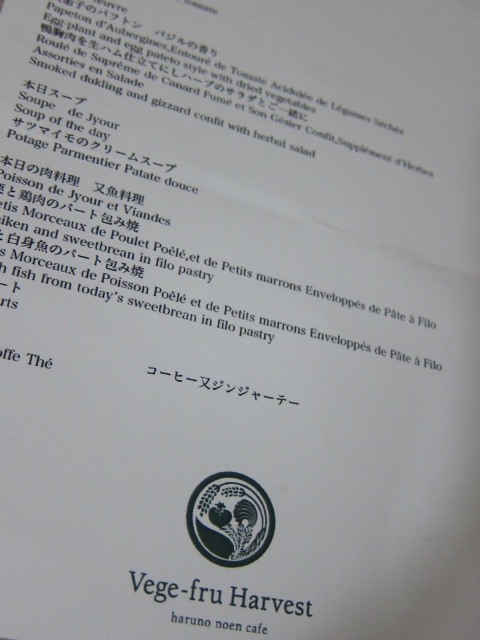 tomate
oeuvre
茄子のパフトン バジルの香り
Papeton d'Aubergines,Entouré de Tomate Acidulée de Légumes Séchés
Egg plant and egg pateto style with dried vegetables
鴨胸肉を生ハム仕立てにしハーブのサラダとご一緒に
Roulé de Suprême de Canard Fumé et Son Gésier Confit,Supplément d'Herbes
Assorties en Salade
Smoked dukling and gizzard confit with herbal salad
本日スープ
Soupe de Jyour
Soup of the day
サツマイモのクリームスープ
Potage Parmentier Patate douce
本日の肉料理 又魚料理
Poisson de Jyour et Viandes
と鶏肉のパート包み焼
etis Morceaux de Poulet Poêlé,et de Petits marrons Enveloppés de Pâte à Filo
iken and sweetbrean in filo pastry
と白身魚のパート包み焼
s Morceaux de Poisson Poêlé et de Petits marrons Enveloppés de Pâte à Filo
h fish from today's sweetbrean in filo pastry
ート
rts
offe Thé
コーヒー又ジンジャーテー
Vege-fru Harvest
haruno noen cafe